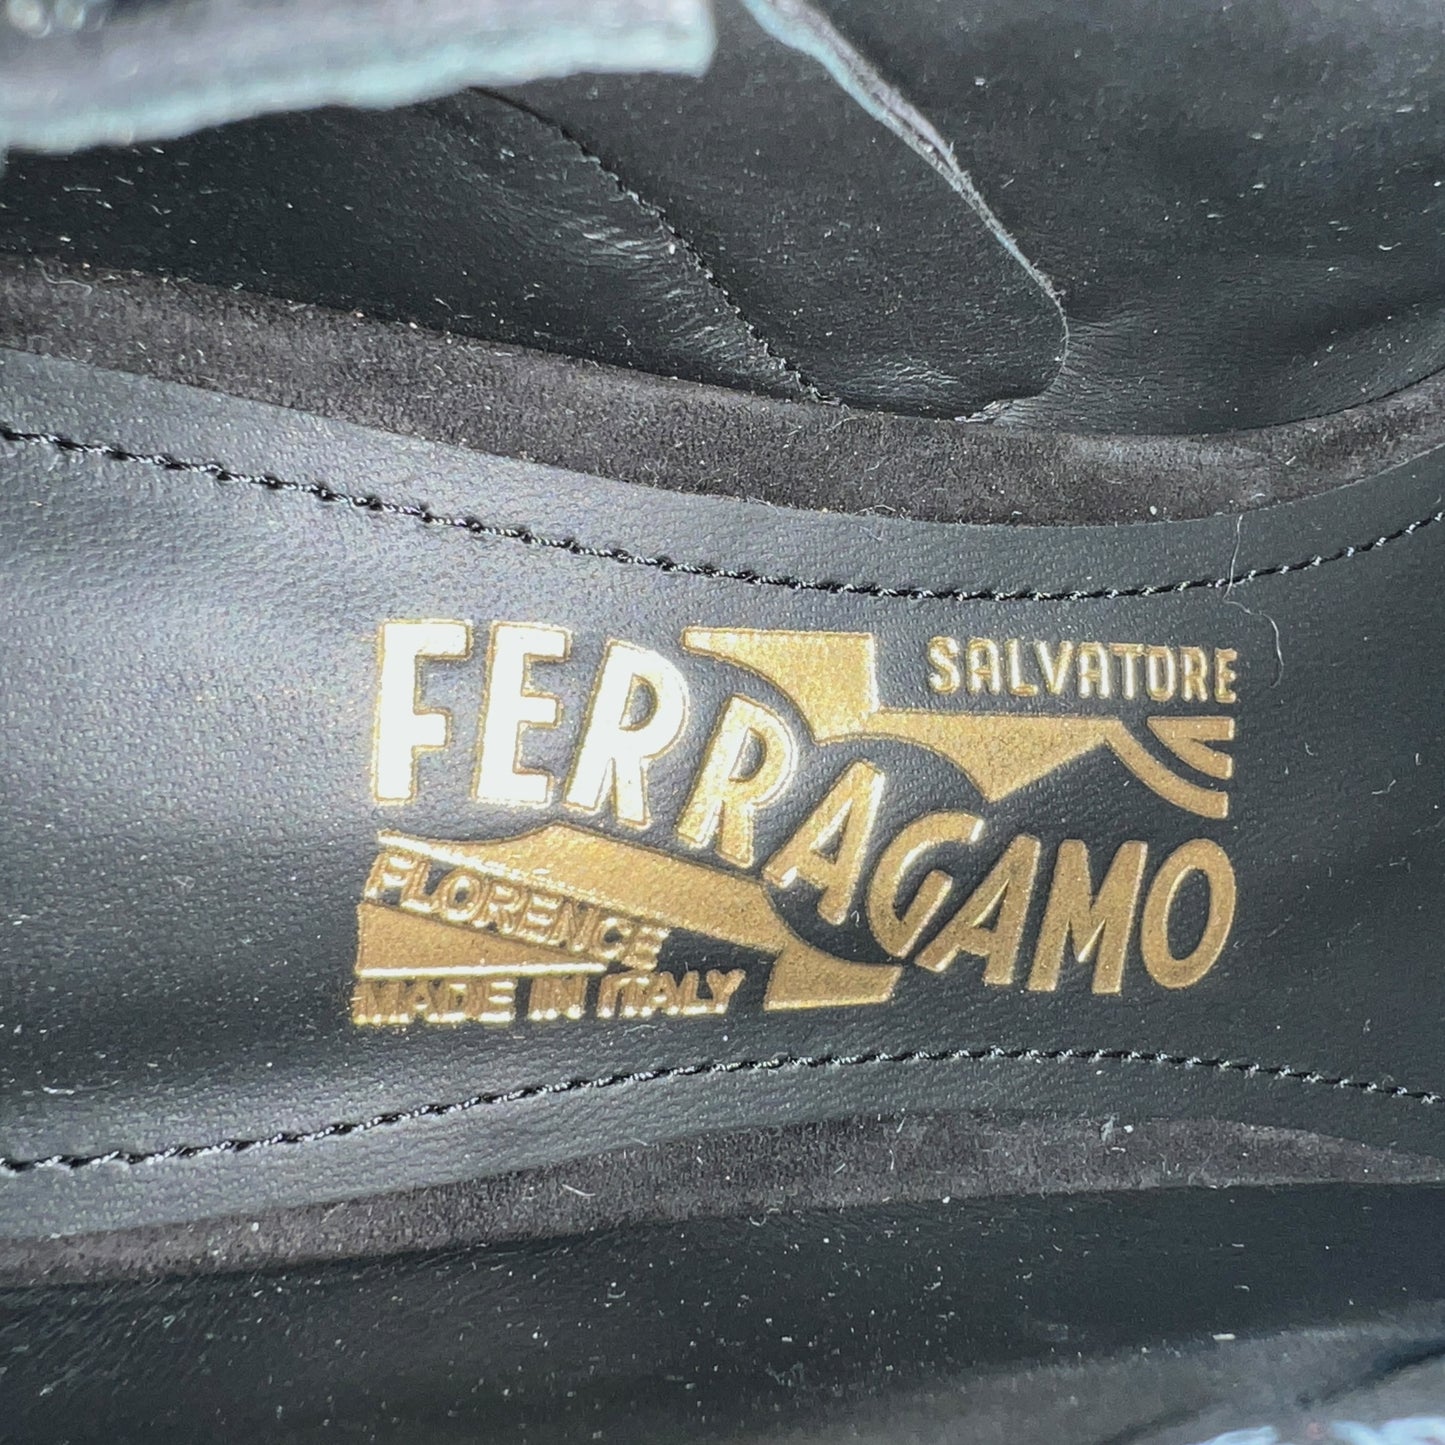 SALVATORE
FERRAGAMO
FLORENCE
MADE IN ITALY